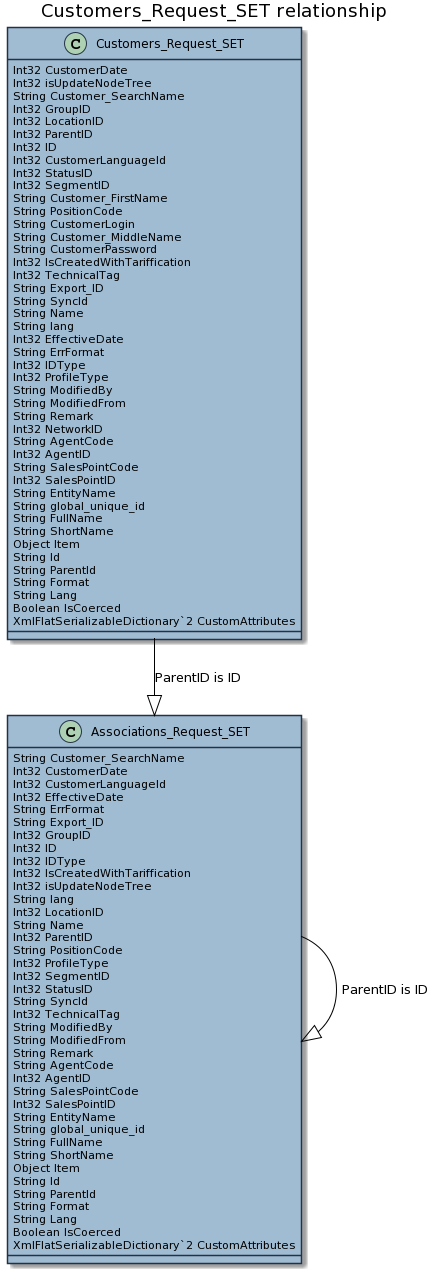 Customers_Request_SET relationship
C Customers_Request_SET
Int32 CustomerDate
Int32 isUpdateNodeTree
String Customer_SearchName
Int32 GroupID
Int32 LocationID
Int32 ParentID
Int32 ID
Int32 CustomerLanguageId
Int32 StatusID
Int32 SegmentID
String Customer_FirstName
String PositionCode
String CustomerLogin
String Customer_MiddleName
String CustomerPassword
Int32 IsCreatedWithTariffication
Int32 TechnicalTag
String Export_ID
String SyncId
String Name
String lang
Int32 EffectiveDate
String ErrFormat
Int32 IDType
Int32 ProfileType
String ModifiedBy
String ModifiedFrom
String Remark
Int32 NetworkID
String AgentCode
Int32 AgentID
String SalesPointCode
Int32 SalesPointID
String EntityName
String global_unique_id
String FullName
String ShortName
Object Item
String Id
String ParentId
String Format
String Lang
Boolean IsCoerced
XmlFlatSerializableDictionary`2 CustomAttributes
ParentID is ID
C Associations_Request_SET
String Customer_SearchName
Int32 CustomerDate
Int32 CustomerLanguageId
Int32 EffectiveDate
String ErrFormat
String Export_ID
Int32 GroupID
Int32 ID
Int32 IDType
Int32 IsCreatedWithTariffication
Int32 isUpdateNodeTree
String lang
Int32 LocationID
String Name
Int32 ParentID
String PositionCode
Int32 ProfileType
Int32 SegmentID
Int32 StatusID
String SyncId
Int32 TechnicalTag
String ModifiedBy
String ModifiedFrom
String Remark
String AgentCode
Int32 AgentID
String SalesPointCode
Int32 SalesPointID
String EntityName
String global_unique_id
String FullName
String ShortName
Object Item
String Id
String ParentId
String Format
String Lang
Boolean IsCoerced
XmlFlatSerializableDictionary`2 CustomAttributes
ParentID is ID